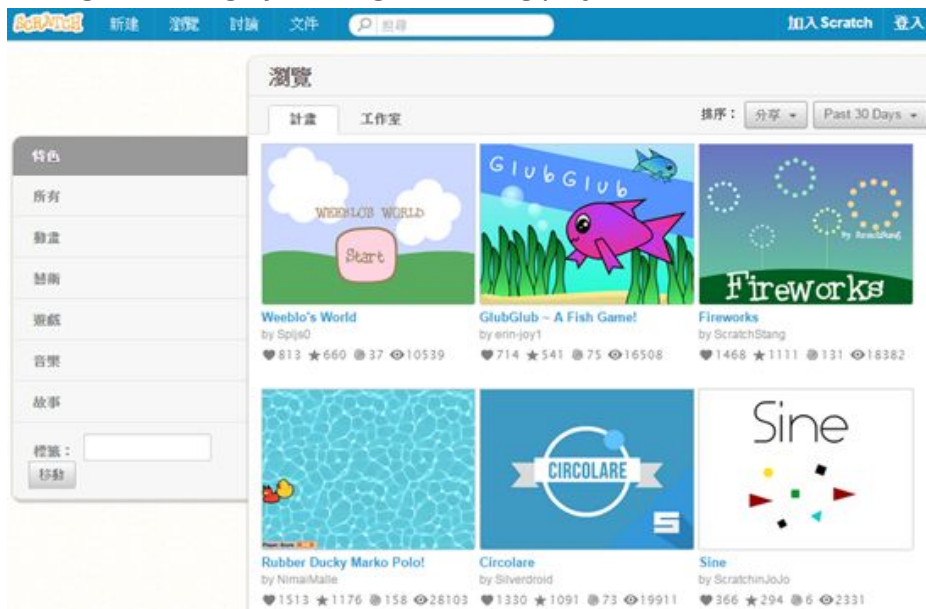 SCRATCH 新建 瀏覽 討論 文件 搜尋 加入 Scratch 登入
瀏覽
計畫 工作室 排序： 分享 Past 30 Days
特色
所有
動畫
藝術
遊戲
音樂
故事
標籤：
移動
WEEBLOS WORLD
Start
GlubGlub
by ScratchStang
Fireworks
Weeblo's World GlubGlub ~ A Fish Game! Fireworks
by Spijs0 by erin-joy1 by ScratchStang
813 660 37 10539 714 541 75 16508 1468 1111 131 18382
CIRCOLARE
S
Sine
Rubber Ducky Marko Polo! Circolare Sine
by NimaiMalle by Silverdroid by ScratchinJoJo
1513 1176 158 28103 1330 1091 73 19911 366 294 6 2331